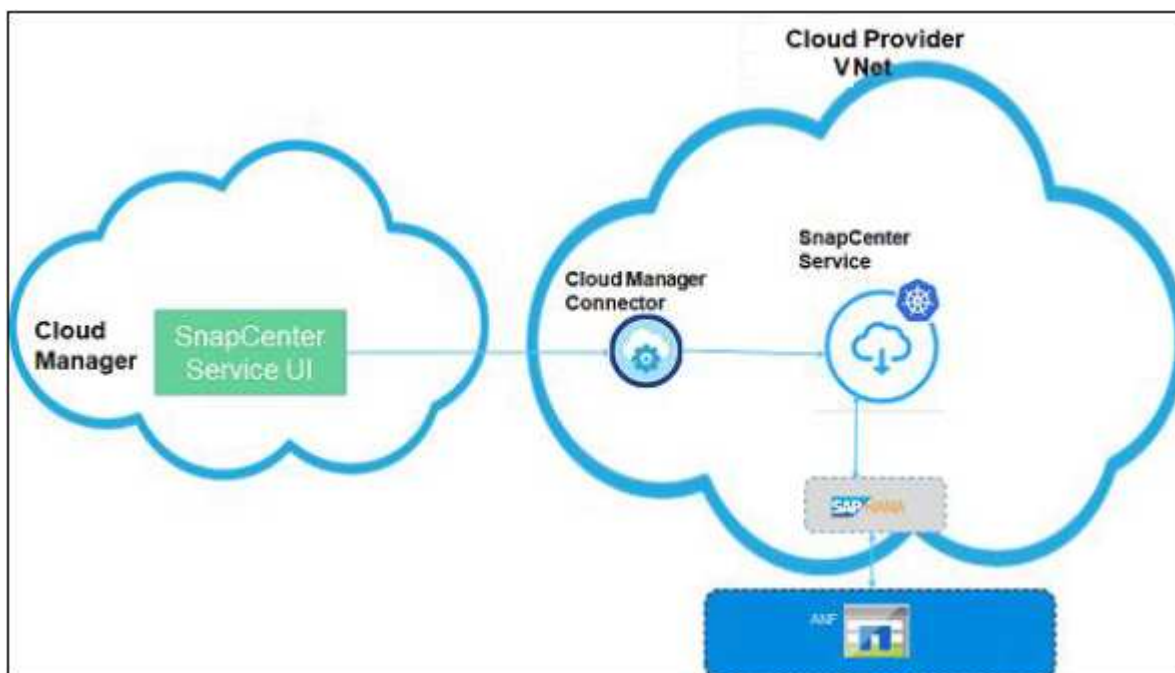 Cloud Provider
VNet
SnapCenter
Service
Cloud Manager
Connector
Cloud
Manager
SnapCenter
Service UI
SAP HANA
ANF